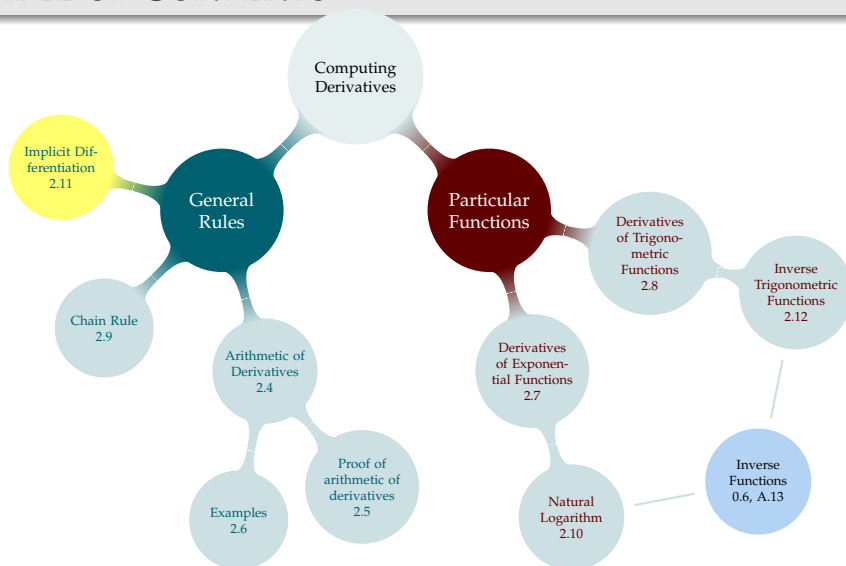 Computing
Derivatives
Implicit Dif-
ferentiation
2.11
General
Rules
Particular
Functions
Derivatives
of Trigono-
metric
Functions
2.8
Inverse
Trigonometric
Functions
2.12
Chain Rule
2.9
Arithmetic of
Derivatives
2.4
Derivatives
of Exponen-
tial Functions
2.7
Proof of
arithmetic of
derivatives
2.5
Examples
2.6
Natural
Logarithm
2.10
Inverse
Functions
0.6, A.13